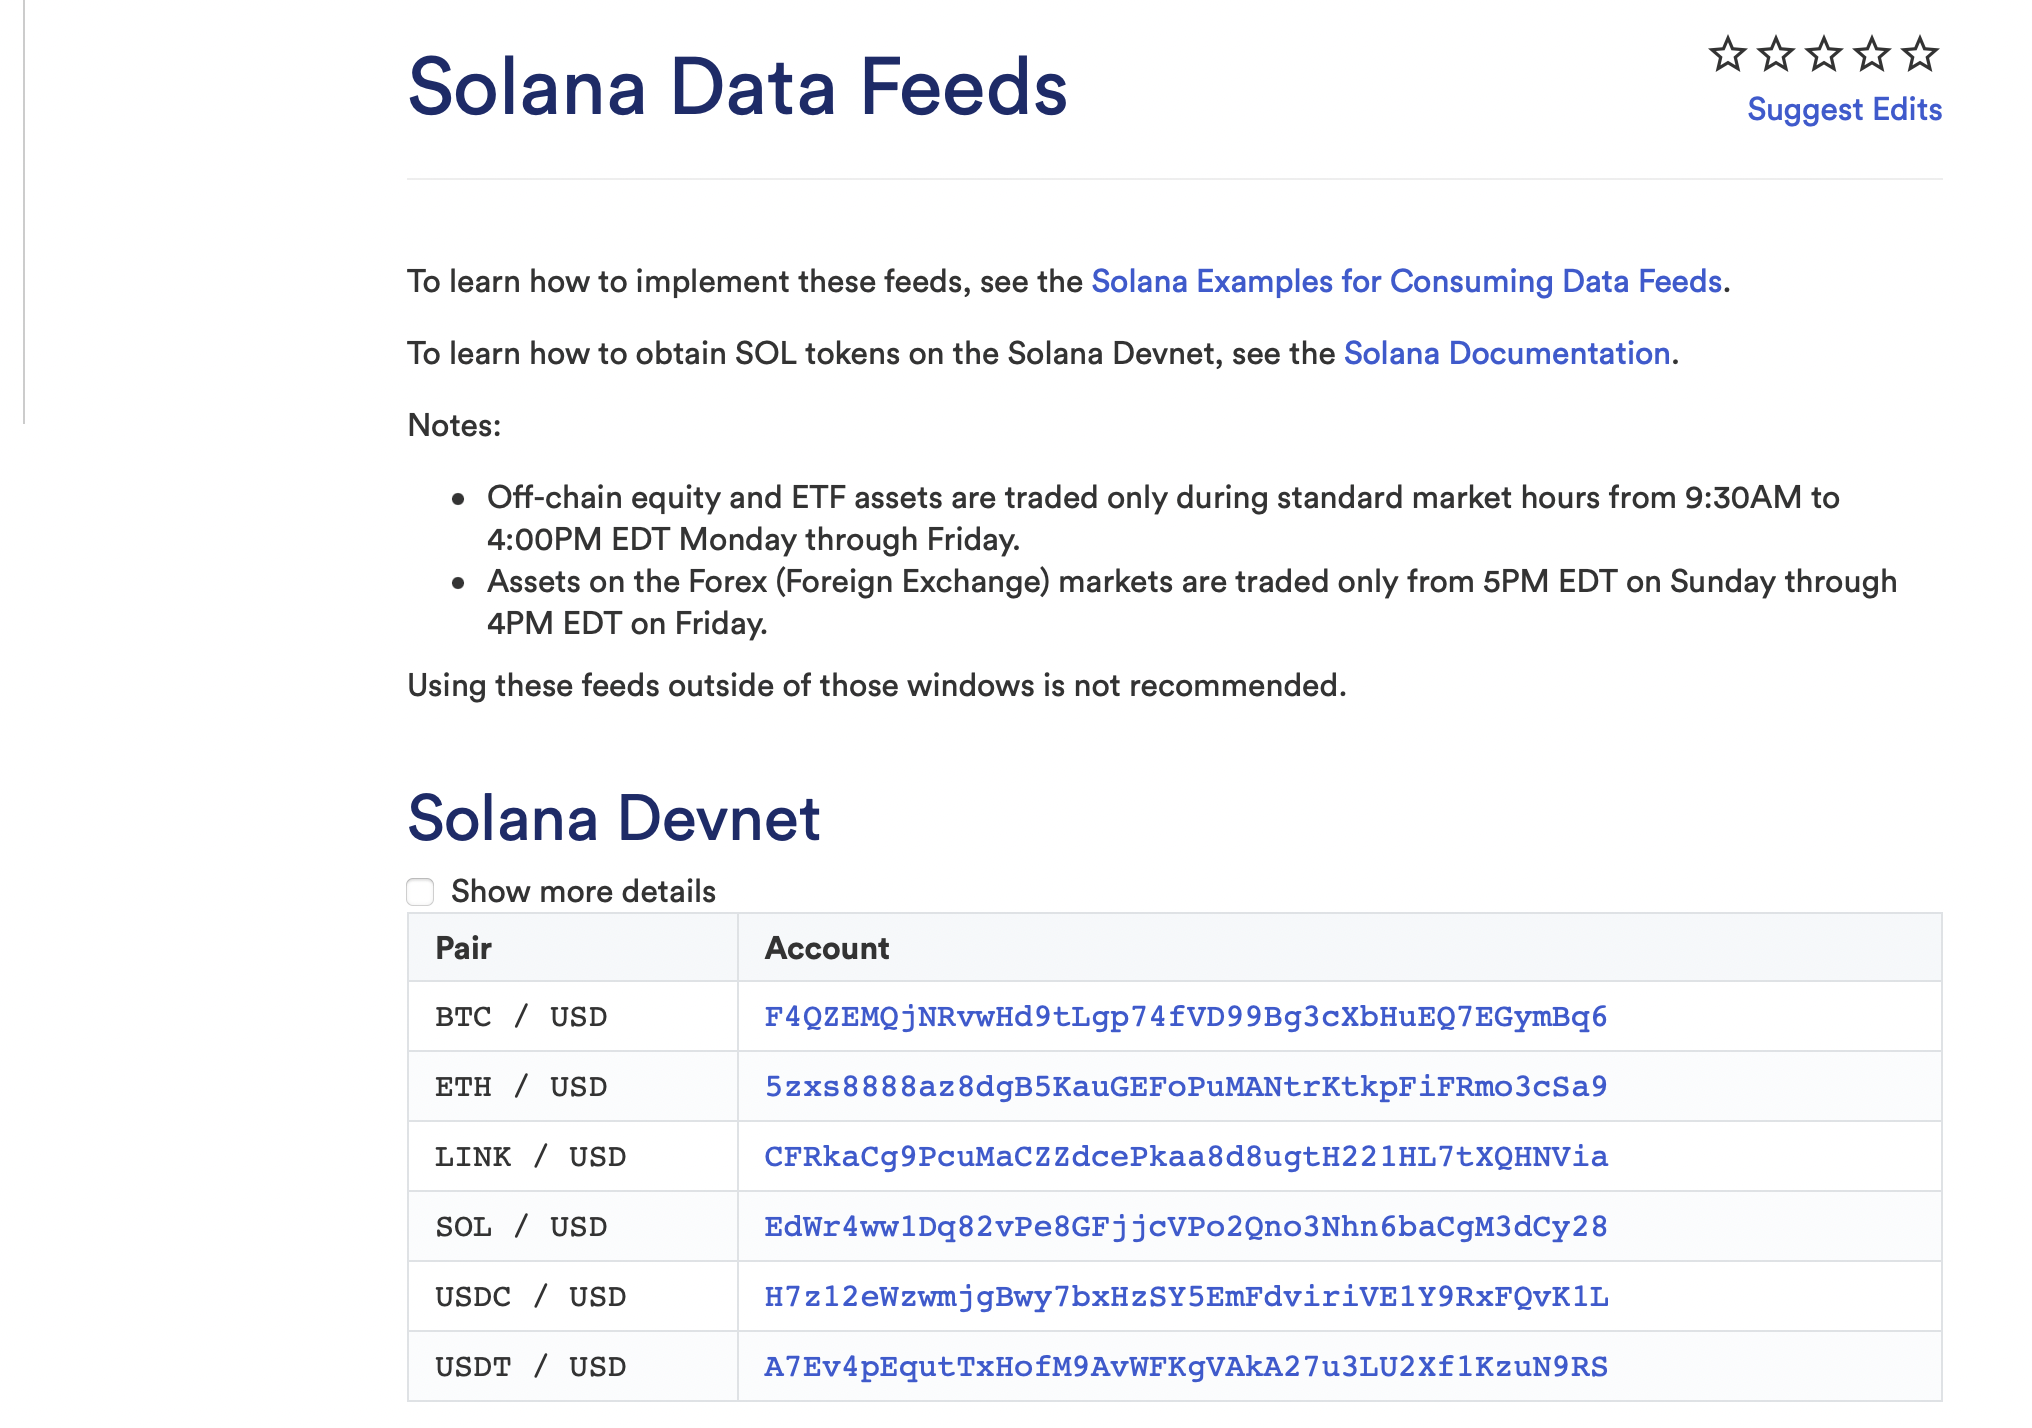 Solana Data Feeds
Suggest Edits
To learn how to implement these feeds, see the Solana Examples for Consuming Data Feeds.
To learn how to obtain SOL tokens on the Solana Devnet, see the Solana Documentation.
Notes:
• Off-chain equity and ETF assets are traded only during standard market hours from 9:30AM to
4:00PM EDT Monday through Friday.
• Assets on the Forex (Foreign Exchange) markets are traded only from 5PM EDT on Sunday through
4PM EDT on Friday.
Using these feeds outside of those windows is not recommended.
Solana Devnet
Show more details
Pair Account
BTC / USD F4QZEMQjNRvwHd9tLgp74fVD99Bg3cXbHuEQ7EGymBq6
ETH / USD 5zxs8888az8dgB5KauGEFoPuMANtrKtkpFiFRmo3cSa9
LINK / USD CFRkaCg9PcuMaCZZdcePkaa8d8ugtH221HL7tXQHNVia
SOL / USD EdWr4ww1Dq82vPe8GFjjcVPo2Qno3Nhn6baCgM3dCy28
USDC / USD H7z12eWzwmjgBwy7bxHzSY5EmFdviriVE1Y9RxFQvK1L
USDT / USD A7Ev4pEqutTxHofM9AvWFKgVAkA27u3LU2Xf1KzuN9RS